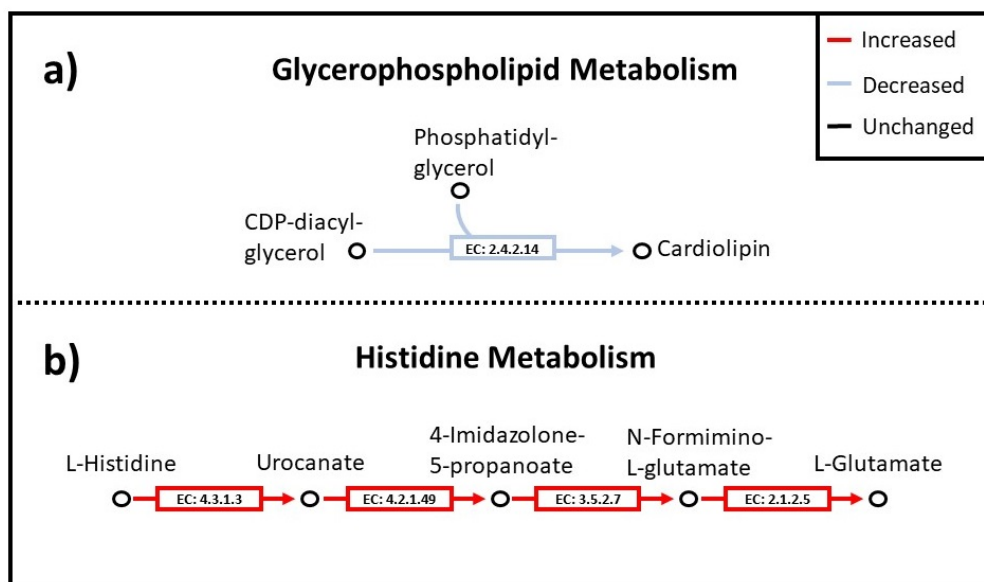 a)
Glycerophospholipid Metabolism
Increased
Decreased
Unchanged
Phosphatidyl-
glycerol
CDP-diacyl-
glycerol
EC: 2.4.2.14
Cardiolipin
b)
Histidine Metabolism
L-Histidine
Urocanate
4-Imidazolone-
5-propanoate
N-Formimino-
L-glutamate
L-Glutamate
EC: 4.3.1.3
EC: 4.2.1.49
EC: 3.5.2.7
EC: 2.1.2.5